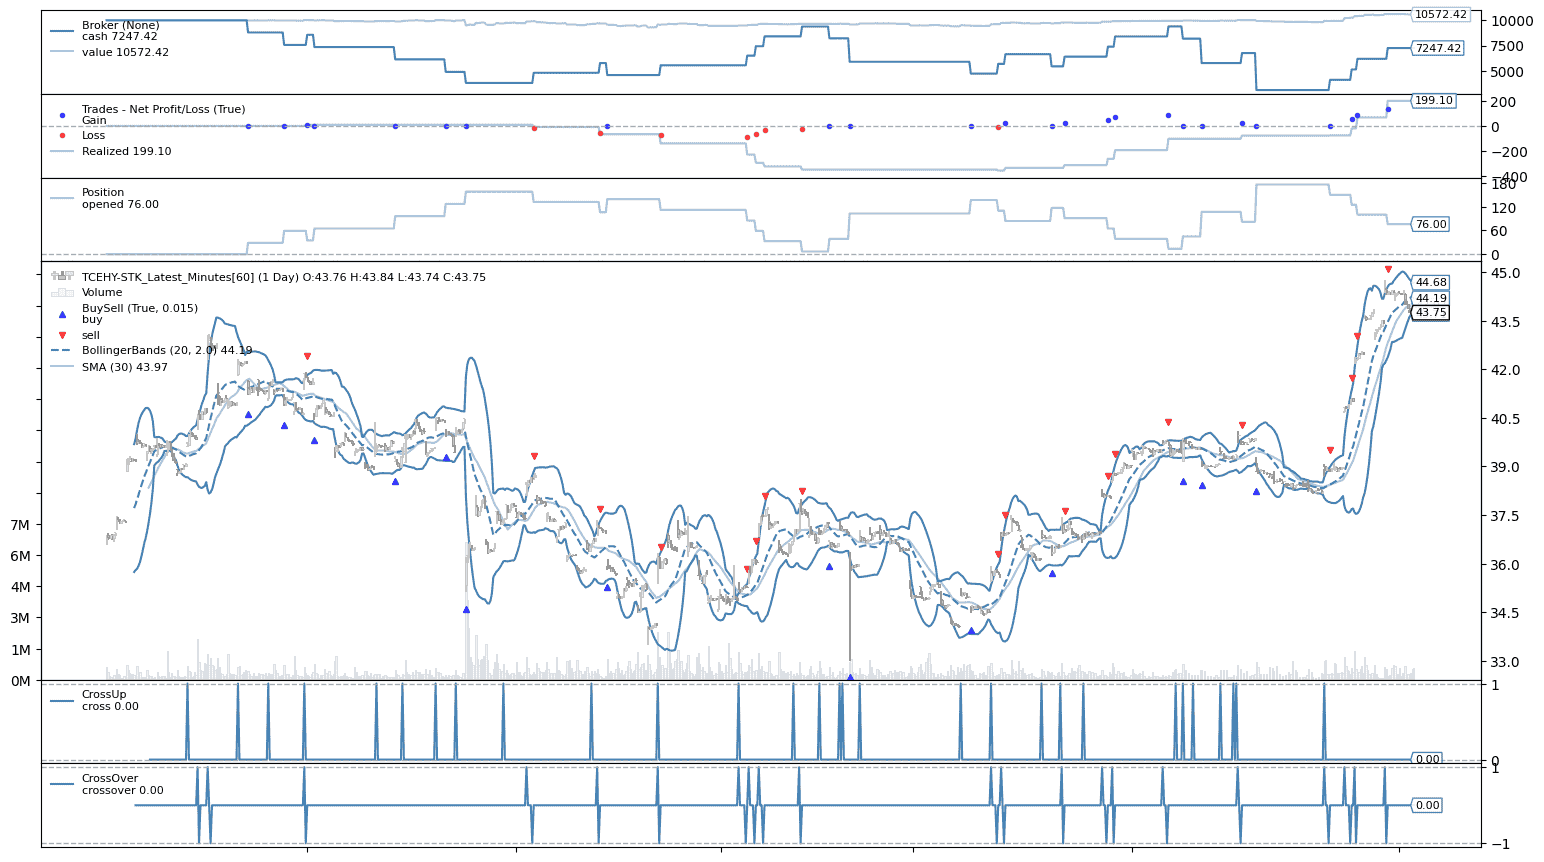 Broker (None)
cash 7247.42
value 10572.42
10572.42
10000
7500
7247.42
5000
Trades - Net Profit/Loss (True)
Gain
Loss
Realized 199.10
199.10
200
0
−200
−400
Position
opened 76.00
180
120
76.00
60
0
TCEHY-STK_Latest_Minutes[60] (1 Day) O:43.76 H:43.84 L:43.74 C:43.75
Volume
BuySell (True, 0.015)
buy
sell
BollingerBands (20, 2.0) 44.19
SMA (30) 43.97
45.0
44.68
44.19
43.75
43.5
42.0
40.5
39.0
37.5
36.0
34.5
33.0
7M
6M
4M
3M
1M
0M
CrossUp
cross 0.00
1
0.00
0
CrossOver
crossover 0.00
1
0.00
−1